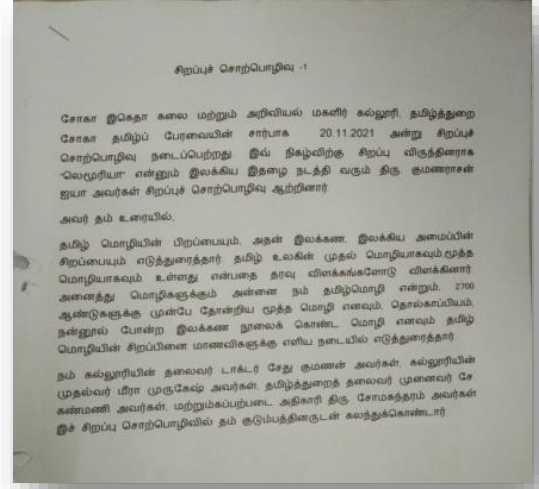 சிறப்புச் சொற்பொழிவு -1
சோகா இகெதா கலை மற்றும் அறிவியல் மகளிர் கல்லூரி, தமிழ்த்துறை
சோகா தமிழ்ப் பேரவையின் சார்பாக 20.11.2021 அன்று சிறப்புச்
சொற்பொழிவு நடைப்பெற்றது இவ் நிகழ்விற்கு சிறப்பு விருந்தினராக
"லெமூரியா" என்னும் இலக்கிய இதழை நடத்தி வரும் திரு குமணராசன்
ஐயா அவர்கள் சிறப்புச் சொற்பொழிவு ஆற்றினார்.
அவர் தம் உரையில்,
தமிழ் மொழியின் பிறப்பையும், அதன் இலக்கண, இலக்கிய அமைப்பின்
சிறப்பையும் எடுத்துரைத்தார். தமிழ் உலகின் முதல் மொழியாகவும்,மூத்த
மொழியாகவும் உள்ளது என்பதை தரவு விளக்கங்களோடு விளக்கினார்.
அனைத்து மொழிகளுக்கும் அன்னை நம் தமிழ்மொழி என்றும், 2700
ஆண்டுகளுக்கு முன்பே தோன்றிய மூத்த மொழி எனவும், தொல்காப்பியம்,
நன்னூல் போன்ற இலக்கண நூலைக் கொண்ட மொழி எனவும் தமிழ்
மொழியின் சிறப்பினை மாணவிகளுக்கு எளிய நடையில் எடுத்துரைத்தார்.
நம் கல்லூரியின் தலைவர் டாக்டர் சேது குமணன் அவர்கள், கல்லூரியின்
முதல்வர் மீரா முருகேஷ் அவர்கள், தமிழ்த்துறைத் தலைவர் முனைவர் சே.
கண்மணி அவர்கள், மற்றும்கப்பற்படை அதிகாரி திரு சோமசுந்தரம் அவர்கள்
இச் சிறப்பு சொற்பொழிவில் தம் குடும்பத்தினருடன் கலந்துக்கொண்டார்.